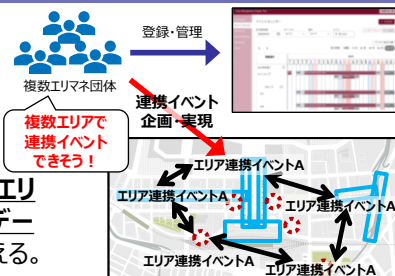 登録・管理
複数エリマネ団体
連携イベント
企画・実現
複数エリアで
連携イベント
できそう！
エリ
デー
える。
エリア連携イベントA
エリア連携イベントA
エリア連携イベントA
エリア連携イベントA
エリア連携イベントA